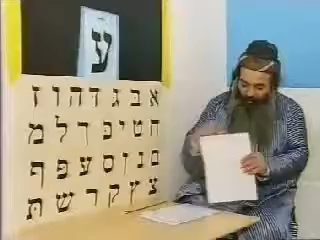 ע
א ב ג ד ה ו ז
ח ט י כ ך ל מ
ם נ ן ס ע פ ף
צ ץ ק ר ש ת